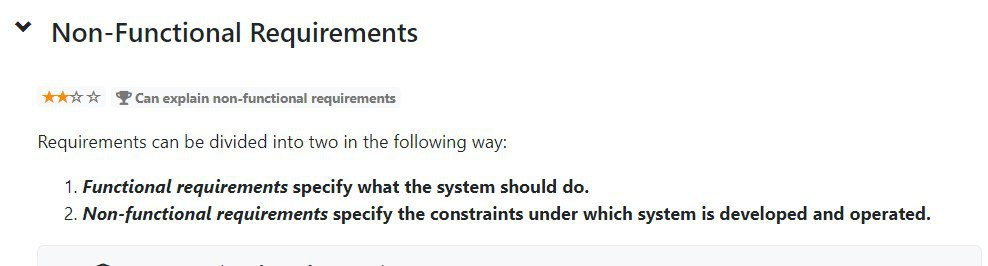 Non-Functional Requirements
Can explain non-functional requirements
Requirements can be divided into two in the following way:
1. Functional requirements specify what the system should do.
2. Non-functional requirements specify the constraints under which system is developed and operated.